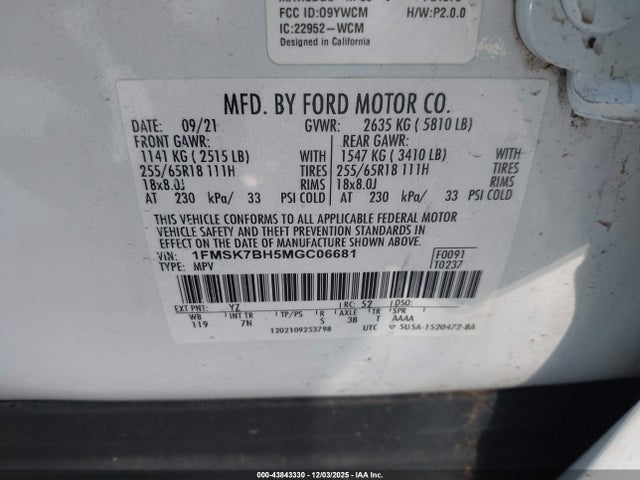 FCC ID:O9YWCM H/W:P2.0.0
IC:22952-WCM
Designed in California
MFD. BY FORD MOTOR CO.
DATE: 09/21 GVWR: 2635 KG ( 5810 LB)
FRONT GAWR: REAR GAWR:
1141 KG ( 2515 LB) WITH 1547 KG ( 3410 LB) WITH
255/65R18 111H TIRES 255/65R18 111H TIRES
18x8.0J RIMS 18x8.0J RIMS
AT 230 kPa/ 33 PSI COLD AT 230 kPa/ 33 PSI COLD
THIS VEHICLE CONFORMS TO ALL APPLICABLE FEDERAL MOTOR
VEHICLE SAFETY AND THEFT PREVENTION STANDARDS IN
EFFECT ON THE DATE OF MANUFACTURE SHOWN ABOVE.
VIN: 1FMSK7BH5MGC06681 F0091
TYPE: MPV T0237
EXT PNT: YZ RC: 52 DSO:
WB INT TR TP/PS R AXLE TR SPR
119 7N S 3B T AAAA
1202109253798 UTC 5U5A-1520472-BA
000-43843330 - 12/03/2025 - IAA, Inc.